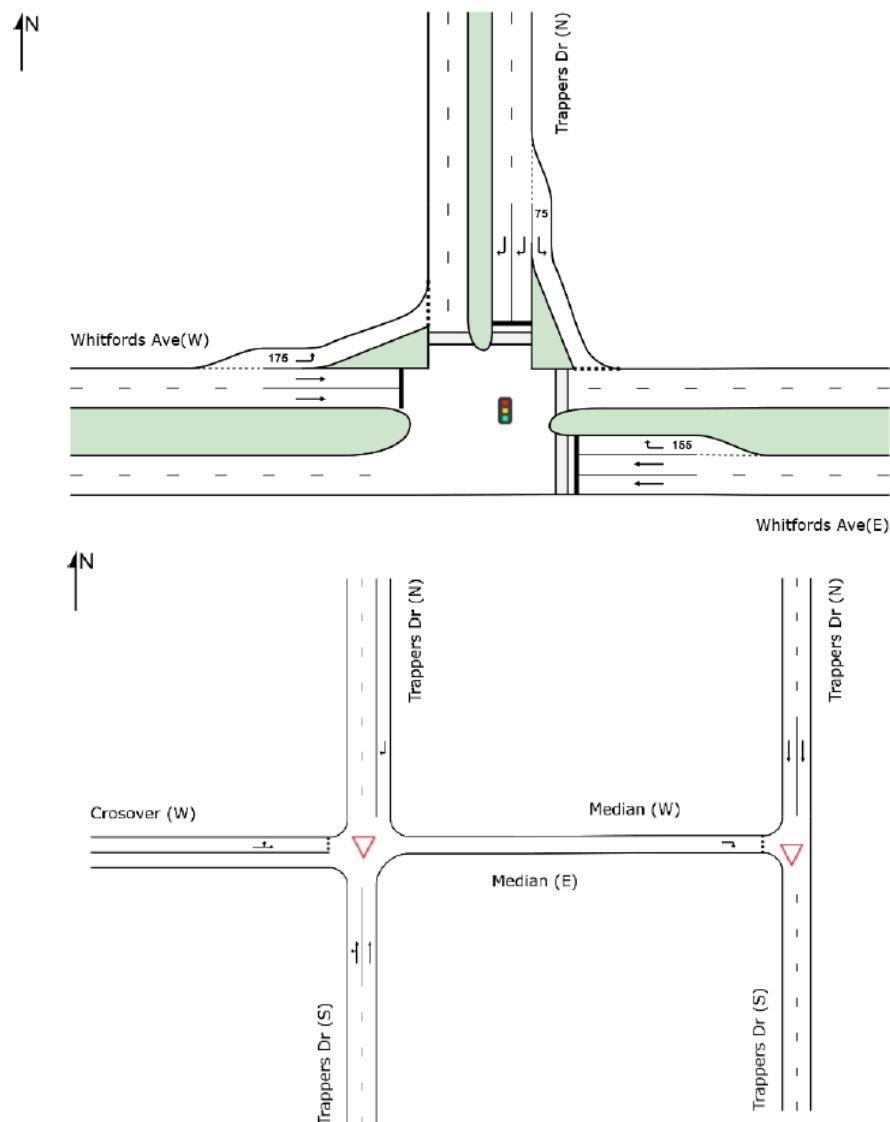 N
Trappers Dr (N)
75
Whitfords Ave(W)
175
155
Whitfords Ave(E)
N
Trappers Dr (N)
Trappers Dr (N)
Crosover (W)
Median (W)
Median (E)
Trappers Dr (S)
Trappers Dr (S)